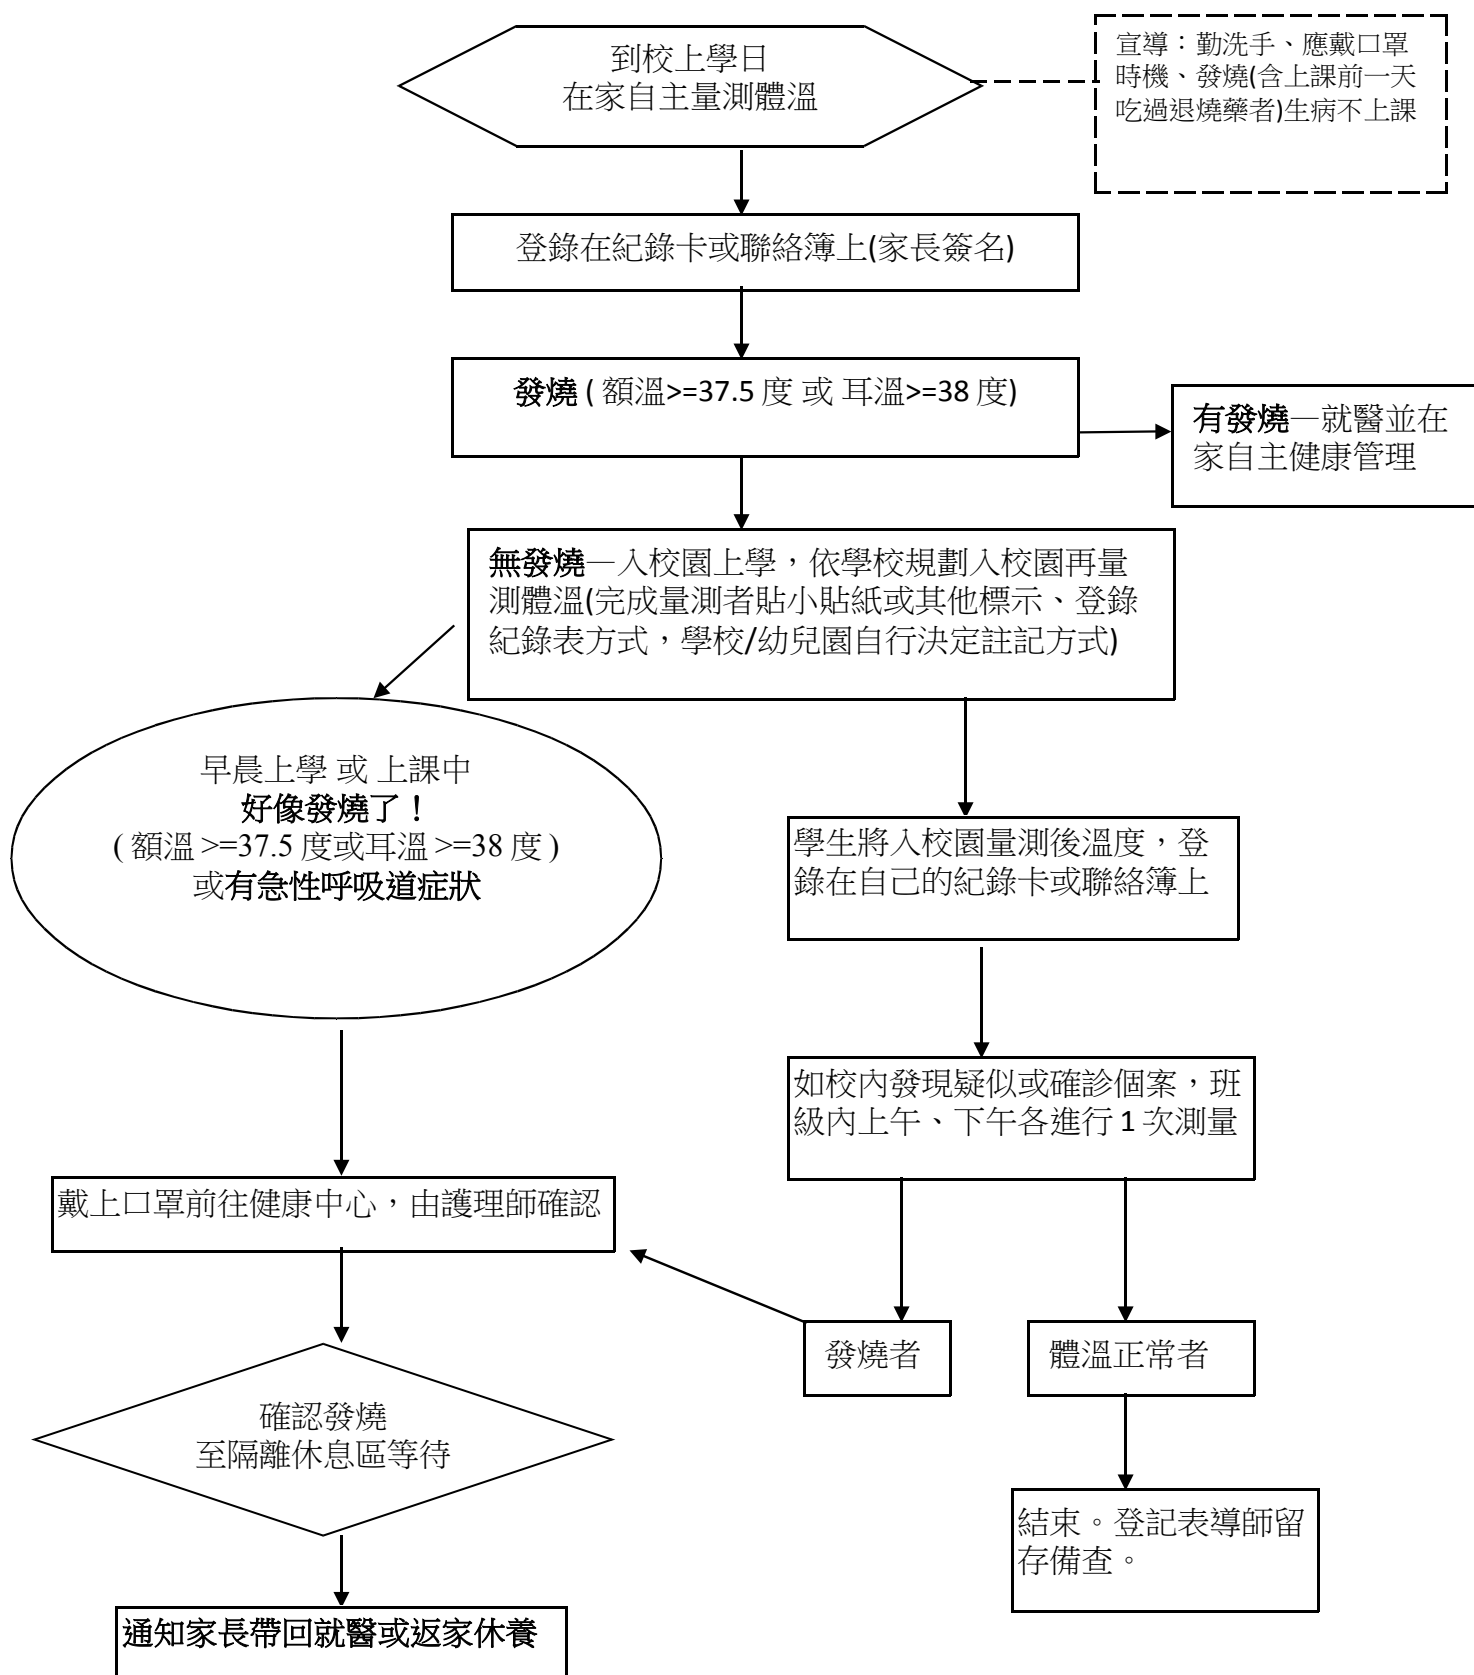 到校上學日
在家自主量測體溫
宣導：勤洗手、應戴口罩
時機、發燒(含上課前一天
吃過退燒藥者)生病不上課
登錄在紀錄卡或聯絡簿上(家長簽名)
發燒 ( 額溫>=37.5 度 或 耳溫>=38 度)
有發燒—就醫並在
家自主健康管理
無發燒—入校園上學，依學校規劃入校園再量
測體溫(完成量測者貼小貼紙或其他標示、登錄
紀錄表方式，學校/幼兒園自行決定註記方式)
早晨上學 或 上課中
好像發燒了！
( 額溫 >=37.5 度或耳溫 >=38 度 )
或有急性呼吸道症狀
學生將入校園量測後溫度，登
錄在自己的紀錄卡或聯絡簿上
如校內發現疑似或確診個案，班
級內上午、下午各進行 1 次測量
戴上口罩前往健康中心，由護理師確認
發燒者
體溫正常者
確認發燒
至隔離休息區等待
結束。登記表導師留
存備查。
通知家長帶回就醫或返家休養